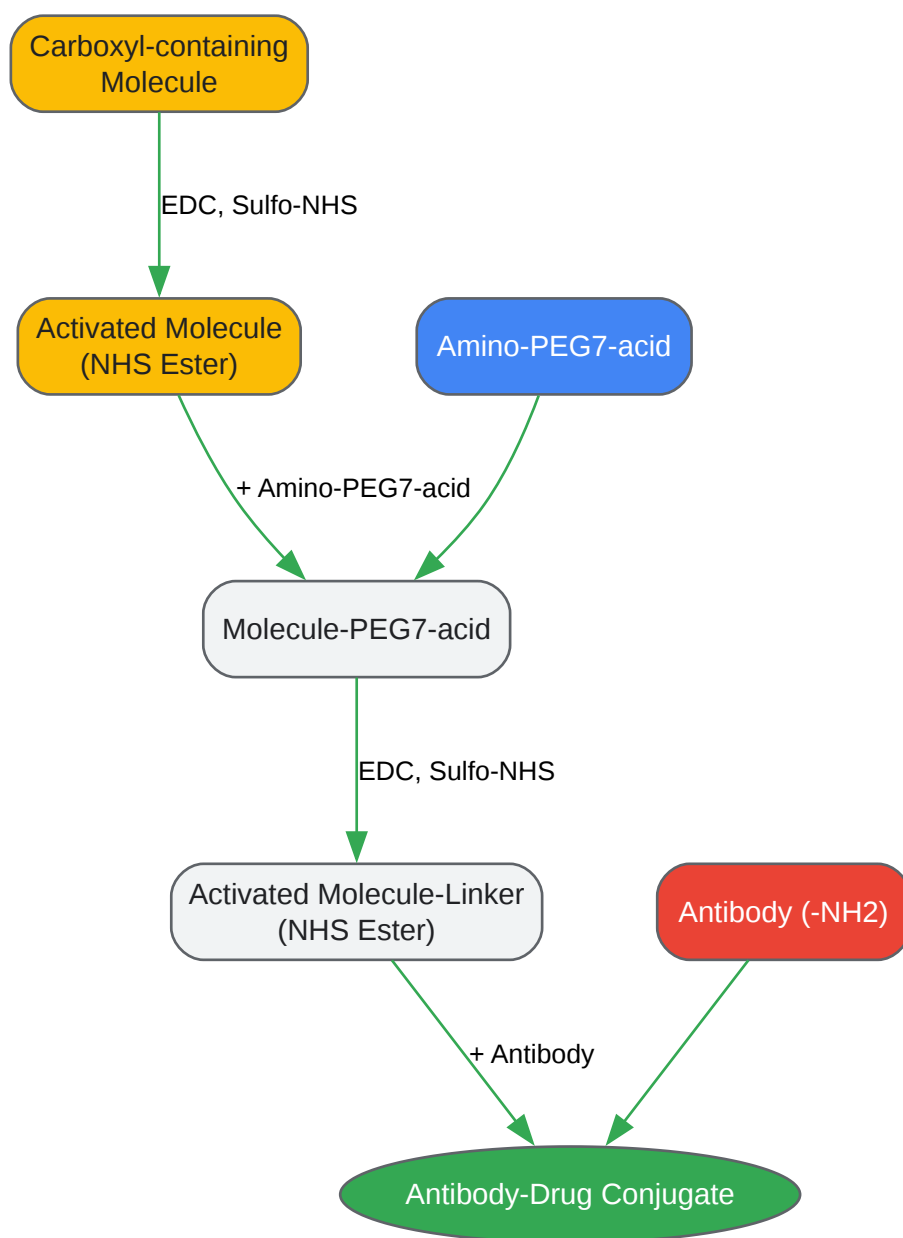 Carboxyl-containing
Molecule
EDC, Sulfo-NHS
Activated Molecule
(NHS Ester)
Amino-PEG7-acid
+ Amino-PEG7-acid
Molecule-PEG7-acid
EDC, Sulfo-NHS
Activated Molecule-Linker
(NHS Ester)
Antibody (-NH2)
+ Antibody
Antibody-Drug Conjugate